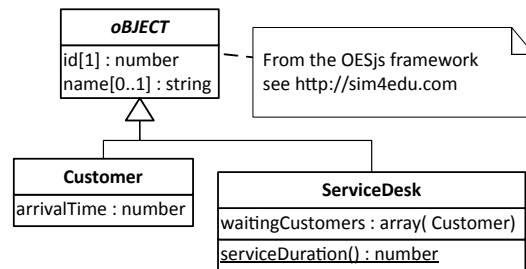 oBJECT
id[1] : number
name[0..1] : string
From the OESjs framework
see http://sim4edu.com
Customer
arrivalTime : number
ServiceDesk
waitingCustomers : array( Customer)
serviceDuration() : number